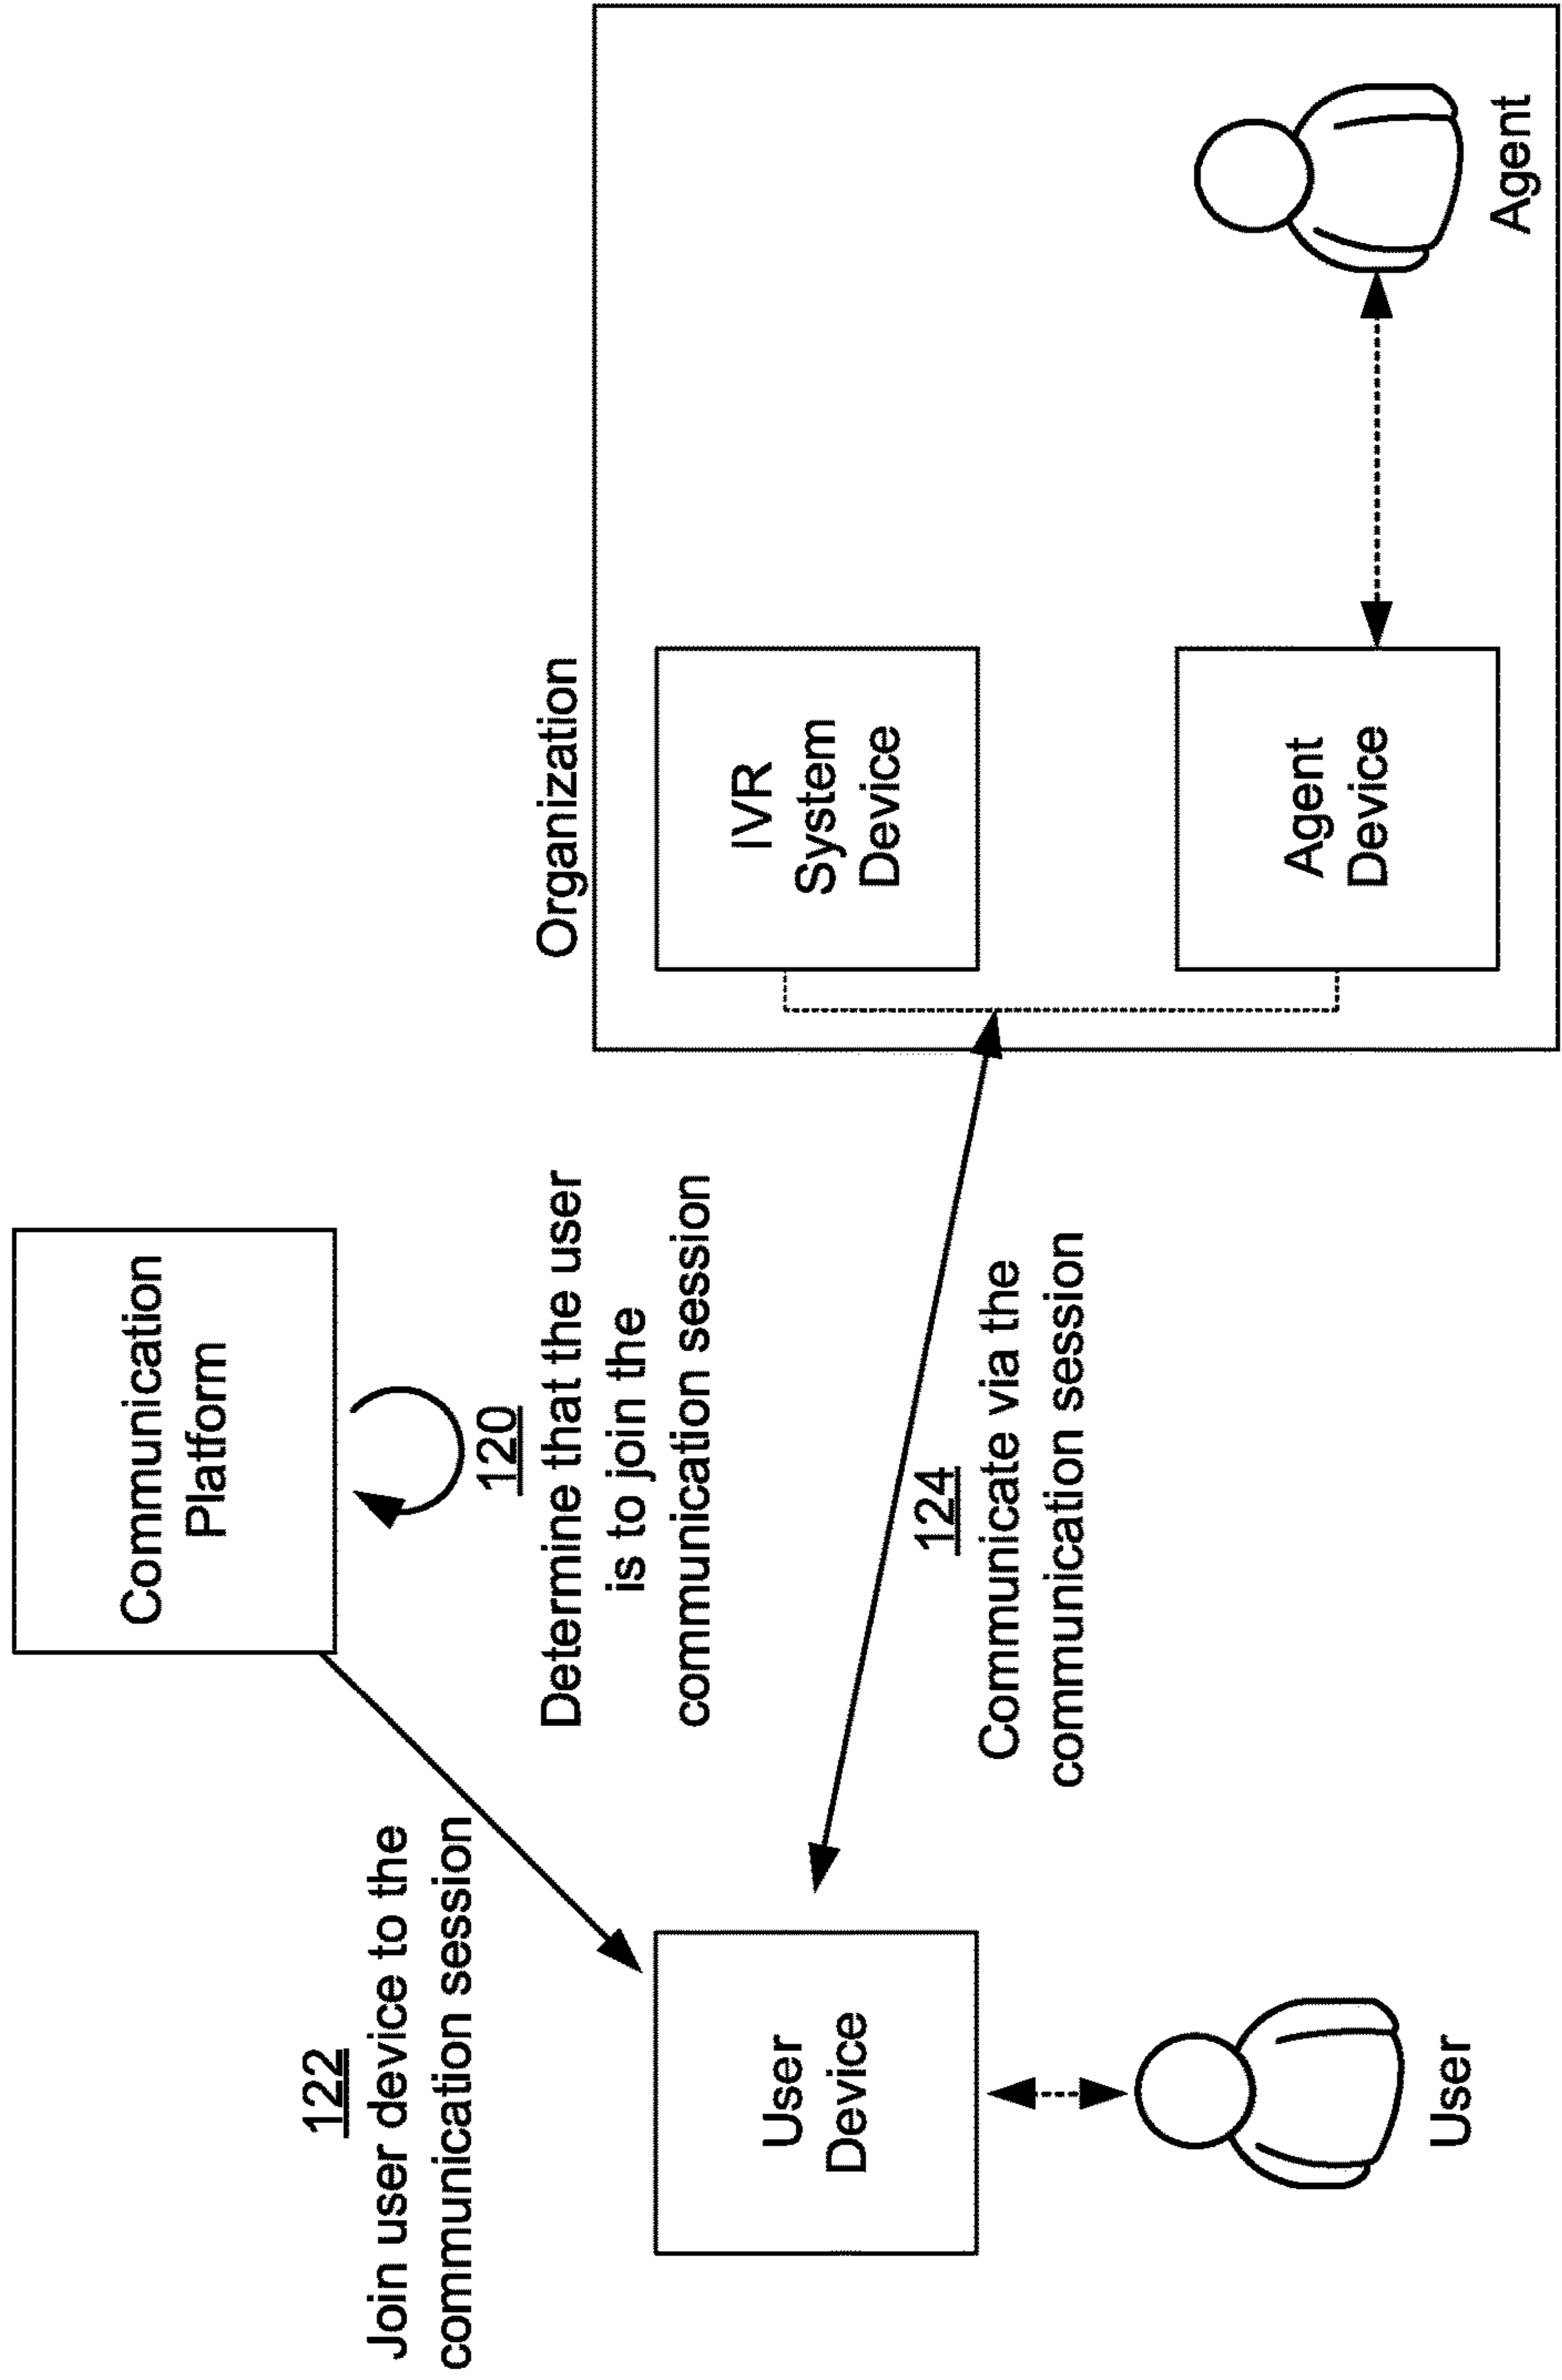 Communication
Platform
122
Join user device to the
communication session
120
Determine that the user
is to join the
communication session
Organization
User
Device
IVR
System
Device
124
Communicate via the
communication session
Agent
Device
User
Agent